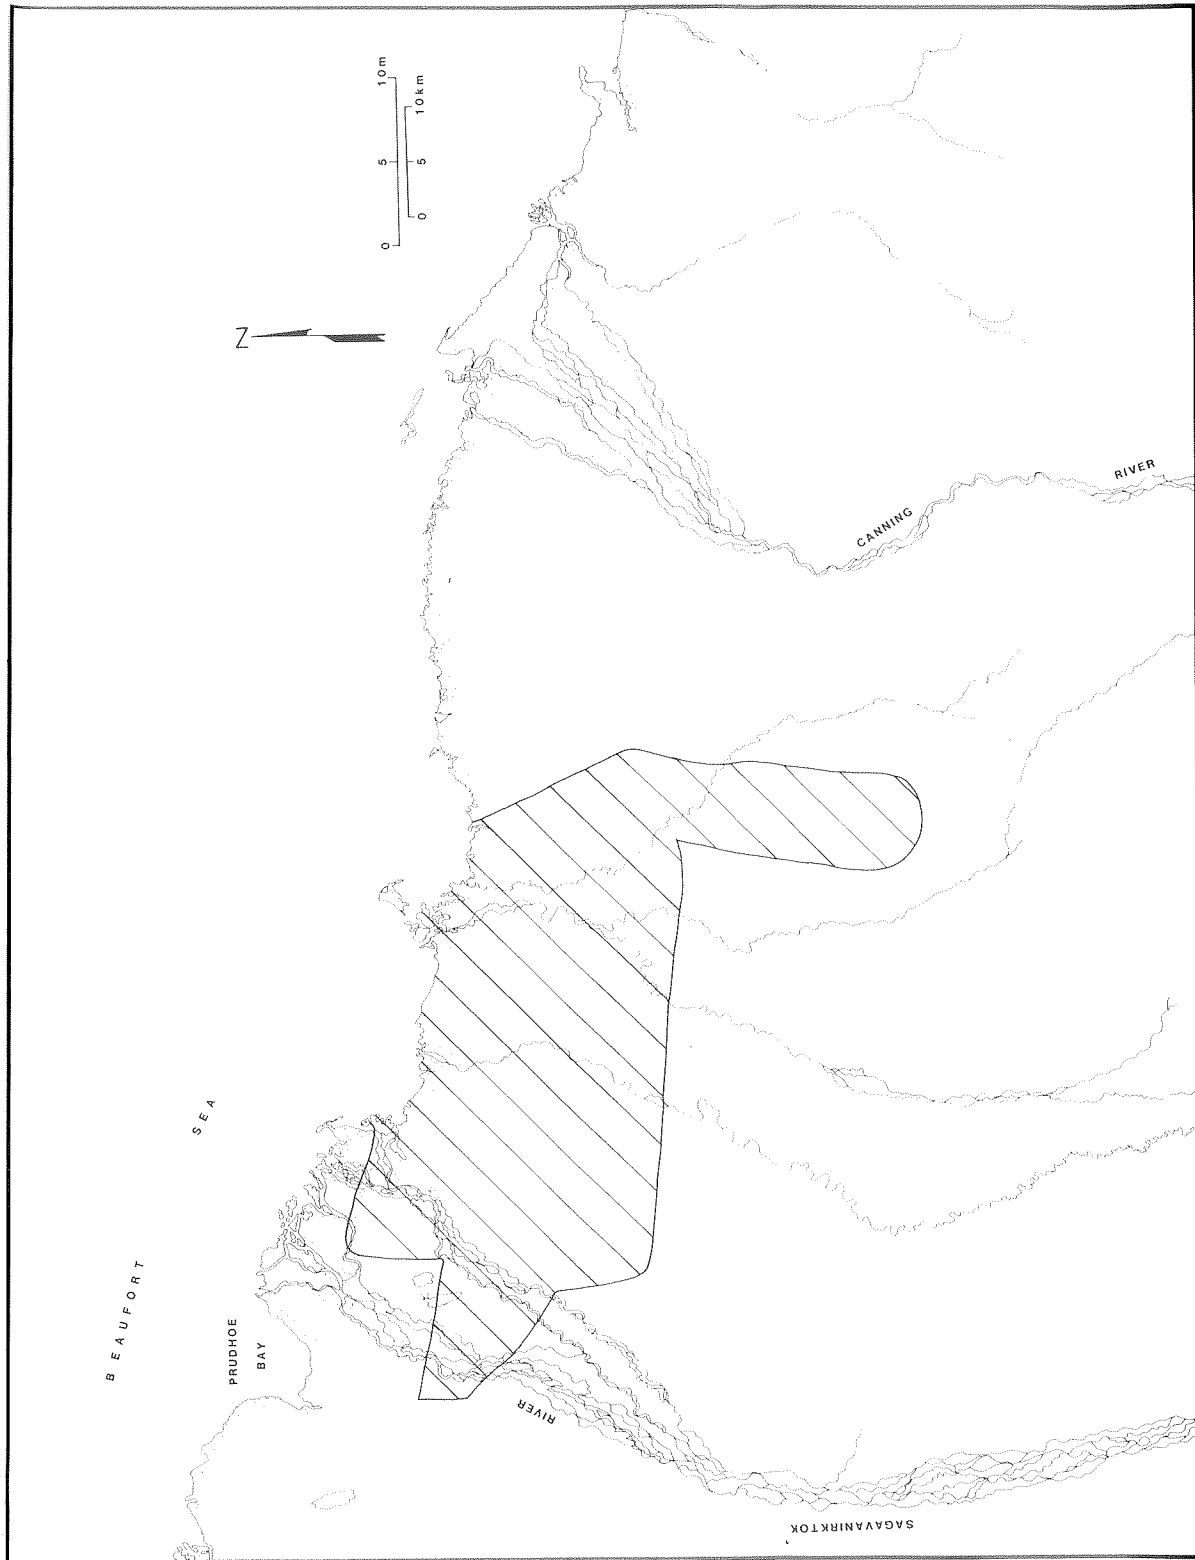 10m
5
0
10km
5
0
N
CANNING
RIVER
BEAUFORT
SEA
PRUDHOE
BAY
RIVER
SAGAVANIRKTOK